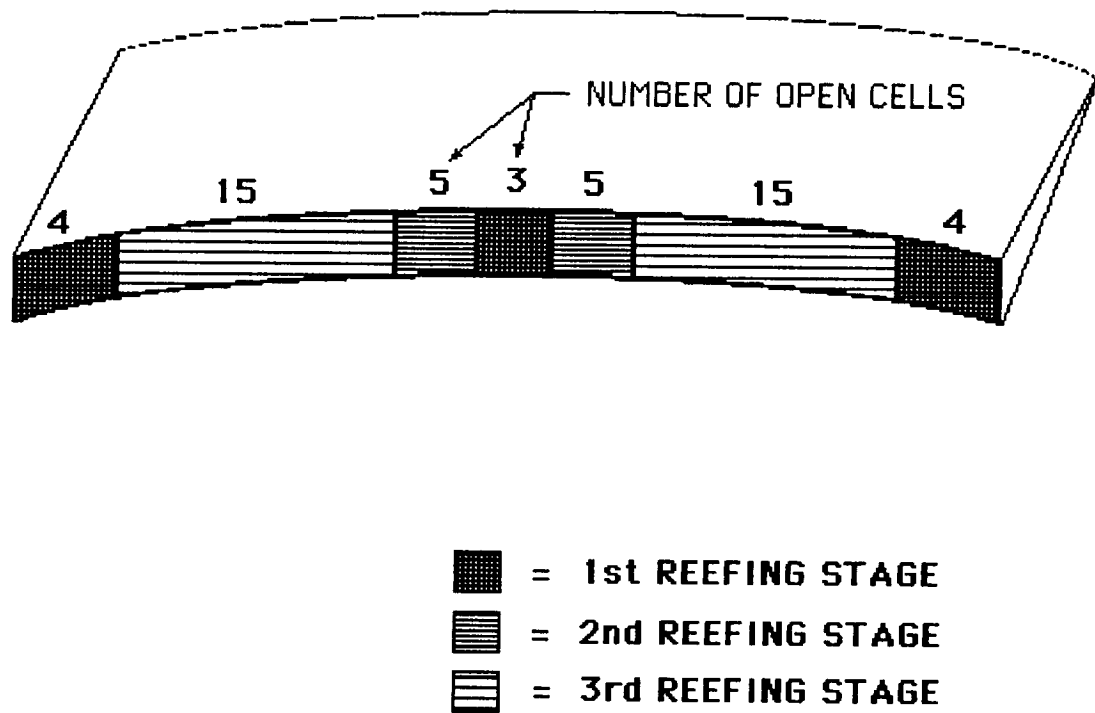 NUMBER OF OPEN CELLS
4 15 5 3 5 15 4
= 1st REEFING STAGE
= 2nd REEFING STAGE
= 3rd REEFING STAGE